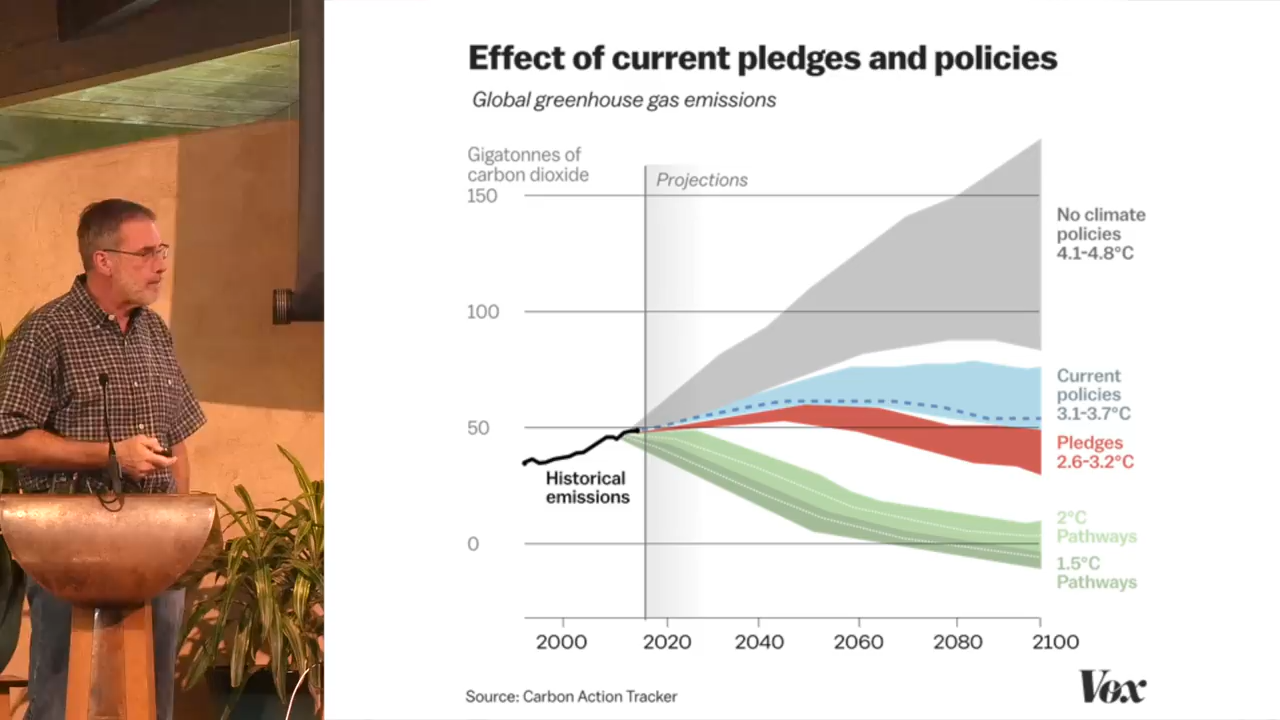 Effect of current pledges and policies
Global greenhouse gas emissions
Gigatonnes of
carbon dioxide
150
Projections
No climate
policies
4.1-4.8°C
100
Current
policies
3.1-3.7°C
50
Pledges
2.6-3.2°C
Historical
emissions
2°C
Pathways
0
1.5°C
Pathways
2000
2020
2040
2060
2080
2100
Source: Carbon Action Tracker
Vox